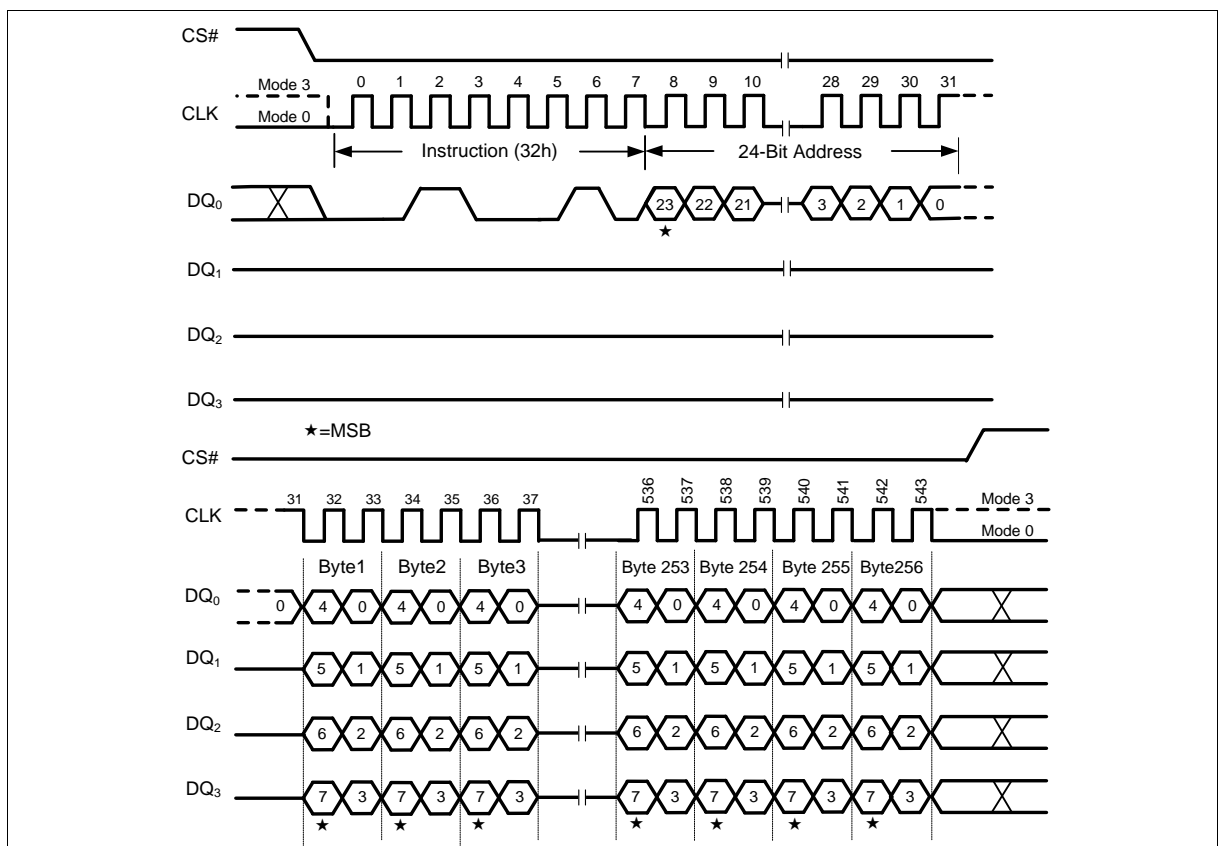 CS#
Mode 3
0 1 2 3 4 5 6 7 8 9 10 28 29 30 31
CLK
Mode 0
Instruction (32h) 24-Bit Address
DQ₀ 23 22 21 3 2 1 0
★
DQ₁
DQ₂
DQ₃
★=MSB
CS#
31 32 33 34 35 36 37 536 537 538 539 540 541 542 543
Mode 3
CLK
Mode 0
Byte1 Byte2 Byte3 Byte 253 Byte 254 Byte 255 Byte256
DQ₀ 0 4 0 4 0 4 0 4 0 4 0 4 0 4 0
DQ₁ 5 1 5 1 5 1 5 1 5 1 5 1 5 1
DQ₂ 6 2 6 2 6 2 6 2 6 2 6 2 6 2
DQ₃ 7 3 7 3 7 3 7 3 7 3 7 3 7 3
★ ★ ★ ★ ★ ★ ★